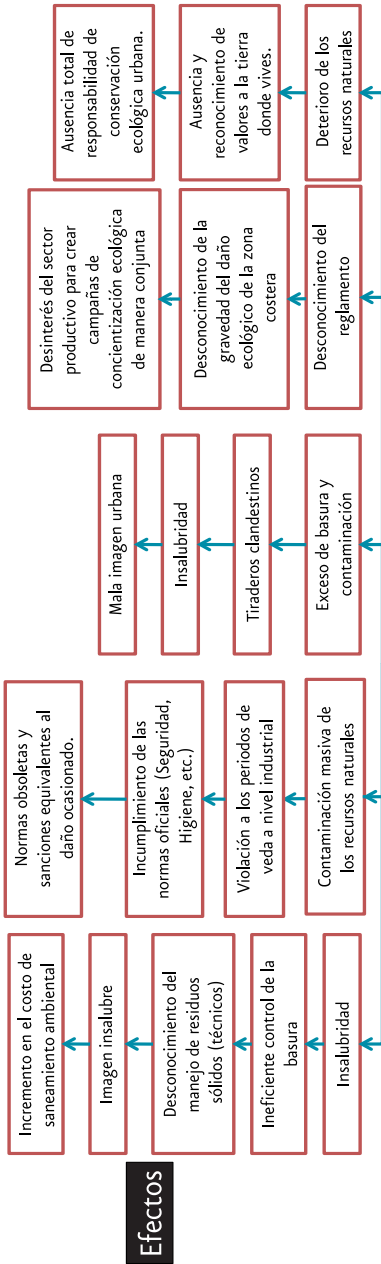 Efectos
Incremento en el costo de
saneamiento ambiental
Imagen insalubre
Desconocimiento del
manejo de residuos
sólidos (técnicos)
Ineficiente control de la
basura
Insalubridad
Normas obsoletas y
sanciones equivalentes al
daño ocasionado.
Incumplimiento de las
normas oficiales (Seguridad,
Higiene, etc.)
Violación a los periodos de
veda a nivel industrial
Contaminación masiva de
los recursos naturales
Mala imagen urbana
Insalubridad
Tiraderos clandestinos
Exceso de basura y
contaminación
Desinterés del sector
productivo para crear
campañas de
concientización ecológica
de manera conjunta
Desconocimiento de la
gravedad del daño
ecológico de la zona
costera
Desconocimiento del
reglamento
Ausencia total de
responsabilidad de
conservación
ecológica urbana.
Ausencia y
reconocimiento de
valores a la tierra
donde vives.
Deterioro de los
recursos naturales